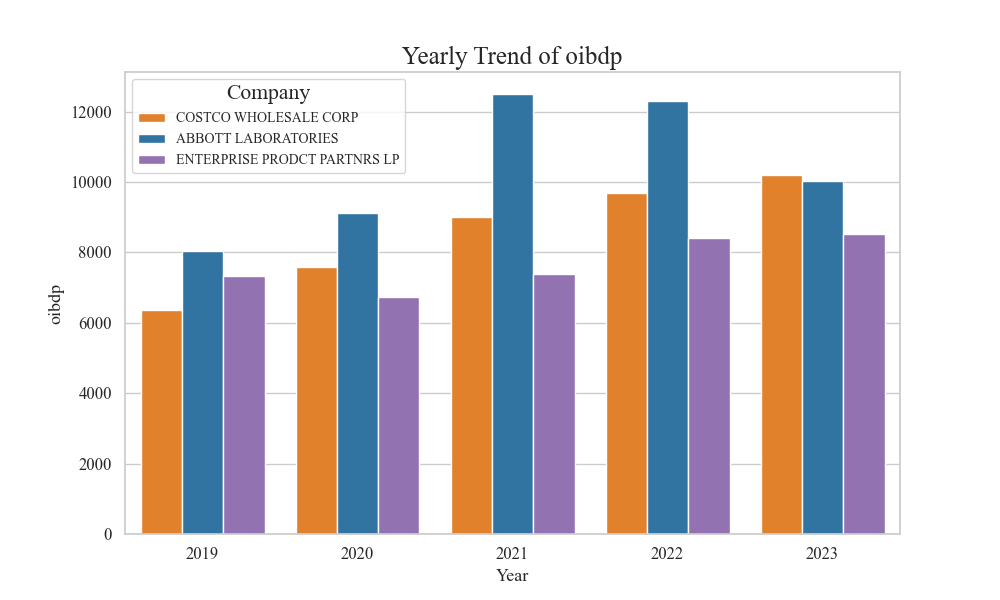 Yearly Trend of oibdp
Company
COSTCO WHOLESALE CORP
ABBOTT LABORATORIES
ENTERPRISE PRODCT PARTNRS LP
oibdp
12000
10000
8000
6000
4000
2000
0
2019 2020 2021 2022 2023
Year